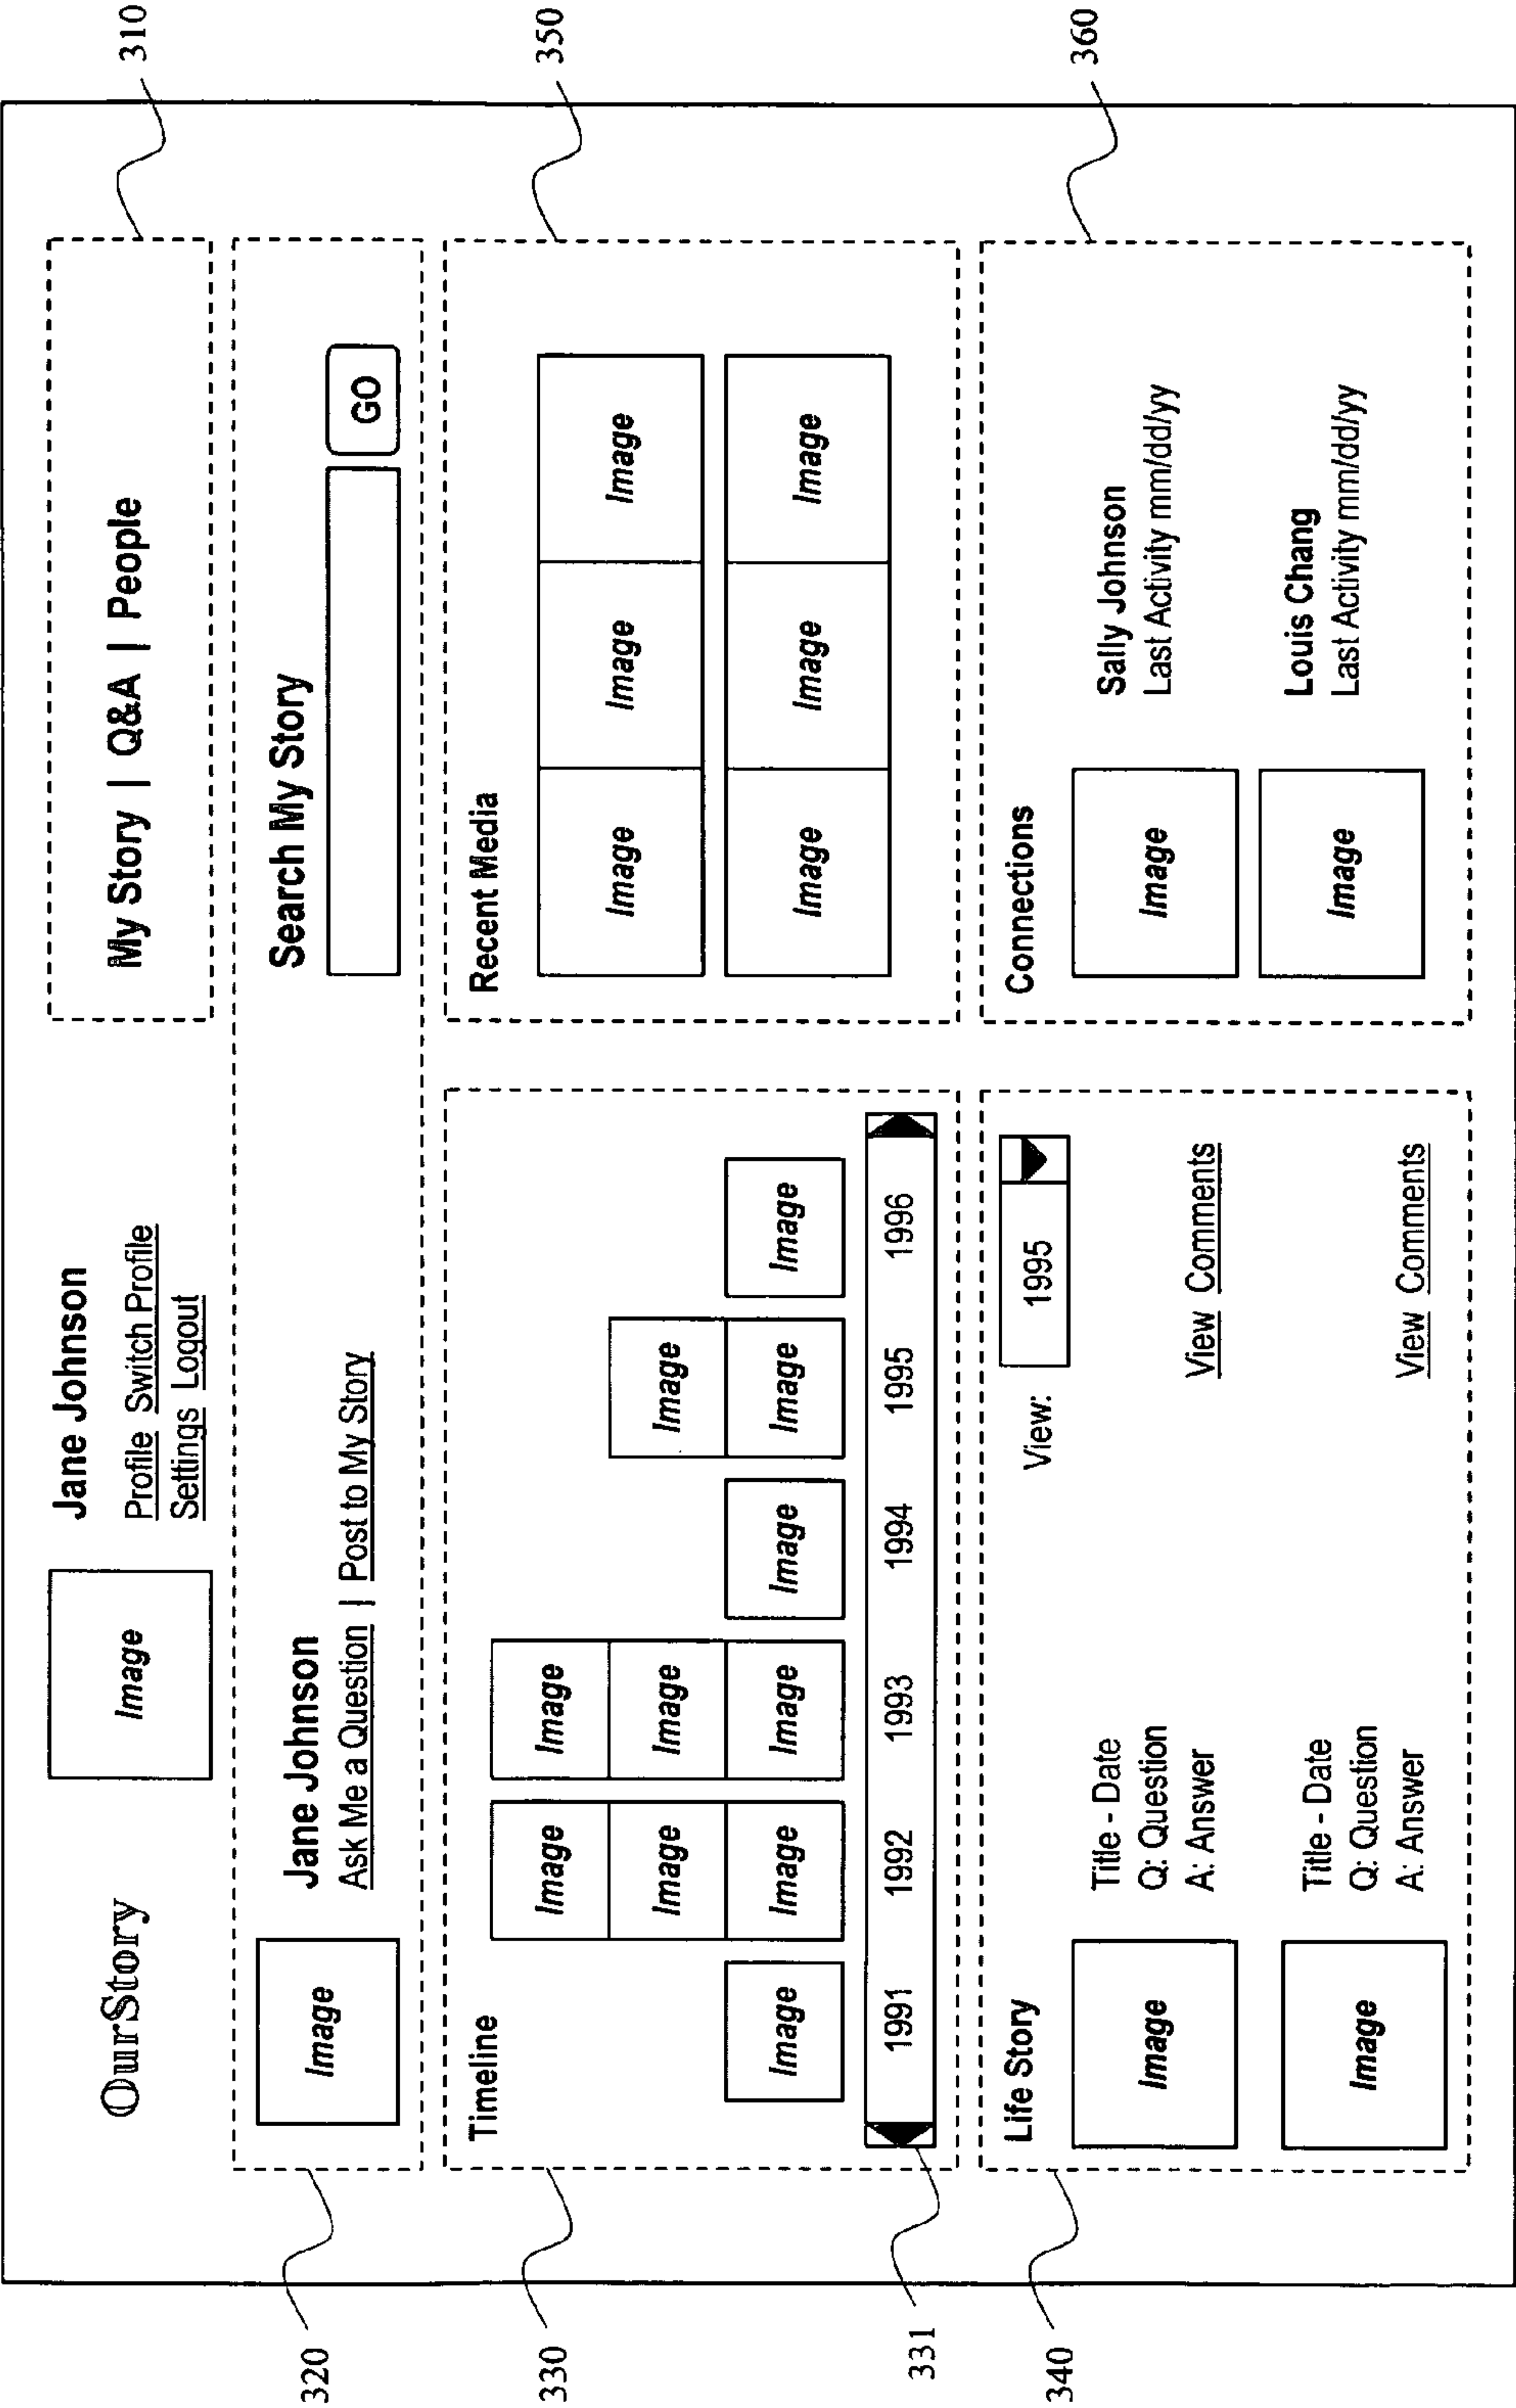 OurStory
Image
Jane Johnson
Profile Switch Profile
Settings Logout
My Story | Q&A | People
310
320
Image
Jane Johnson
Ask Me a Question | Post to My Story
Search My Story
GO
330
Timeline
Image Image
Image Image Image
Image Image Image Image Image Image
1991 1992 1993 1994 1995 1996
331
350
Recent Media
Image Image Image
Image Image Image
340
Life Story
View: 1995
Image
Title - Date
Q: Question
A: Answer
View Comments
Image
Title - Date
Q: Question
A: Answer
View Comments
360
Connections
Image
Sally Johnson
Last Activity mm/dd/yy
Image
Louis Chang
Last Activity mm/dd/yy